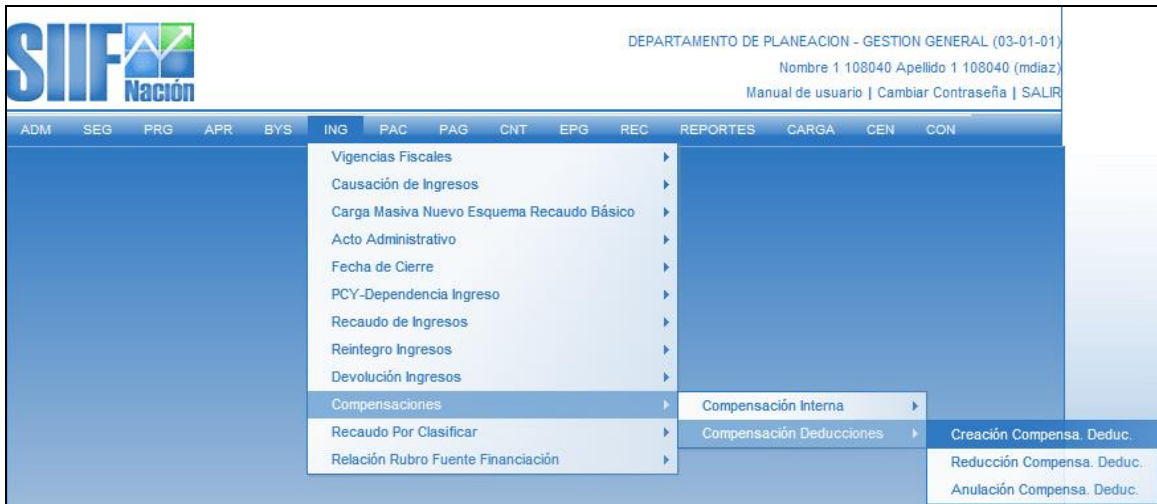 SIIF
Nación
DEPARTAMENTO DE PLANEACION - GESTION GENERAL (03-01-01)
Nombre 1 108040 Apellido 1 108040 (mdiaz)
Manual de usuario | Cambiar Contraseña | SALIR
ADM SEG PRG APR BYS ING PAC PAG CNT EPG REC REPORTES CARGA CEN CON
Vigencias Fiscales
Causación de Ingresos
Carga Masiva Nuevo Esquema Recaudo Básico
Acto Administrativo
Fecha de Cierre
PCY-Dependencia Ingreso
Recaudo de Ingresos
Reintegro Ingresos
Devolución Ingresos
Compensaciones
Recaudo Por Clasificar
Relación Rubro Fuente Financiación
Compensación Interna
Compensación Deducciones
Creación Compensa. Deduc.
Reducción Compensa. Deduc.
Anulación Compensa. Deduc.